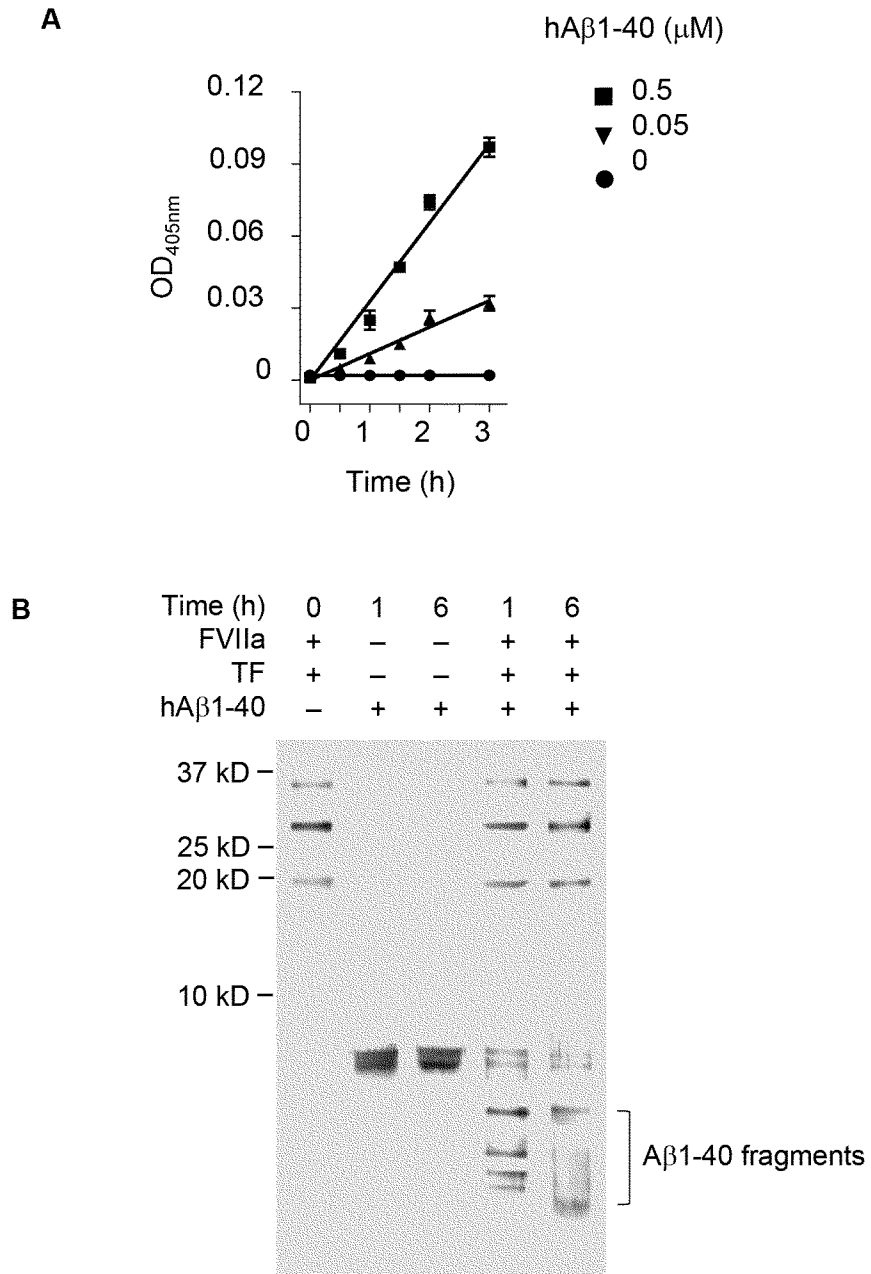 A
hAβ1-40 (μM)
0.5
0.05
0
0.12
0.09
0.06
0.03
0
OD405nm
0 1 2 3
Time (h)
B
Time (h) 0 1 6 1 6
FVIIa + – – + +
TF + – – + +
hAβ1-40 – + + + +
37 kD
25 kD
20 kD
10 kD
Aβ1-40 fragments